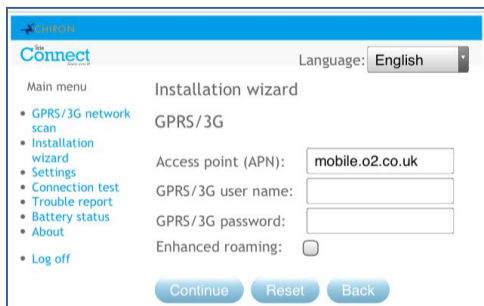 CHIRON
Iris
Connect
Language: English
Main menu
• GPRS/3G network
scan
• Installation
wizard
• Settings
• Connection test
• Trouble report
• Battery status
• About
• Log off
Installation wizard
GPRS/3G
Access point (APN): mobile.o2.co.uk
GPRS/3G user name:
GPRS/3G password:
Enhanced roaming:
Continue Reset Back